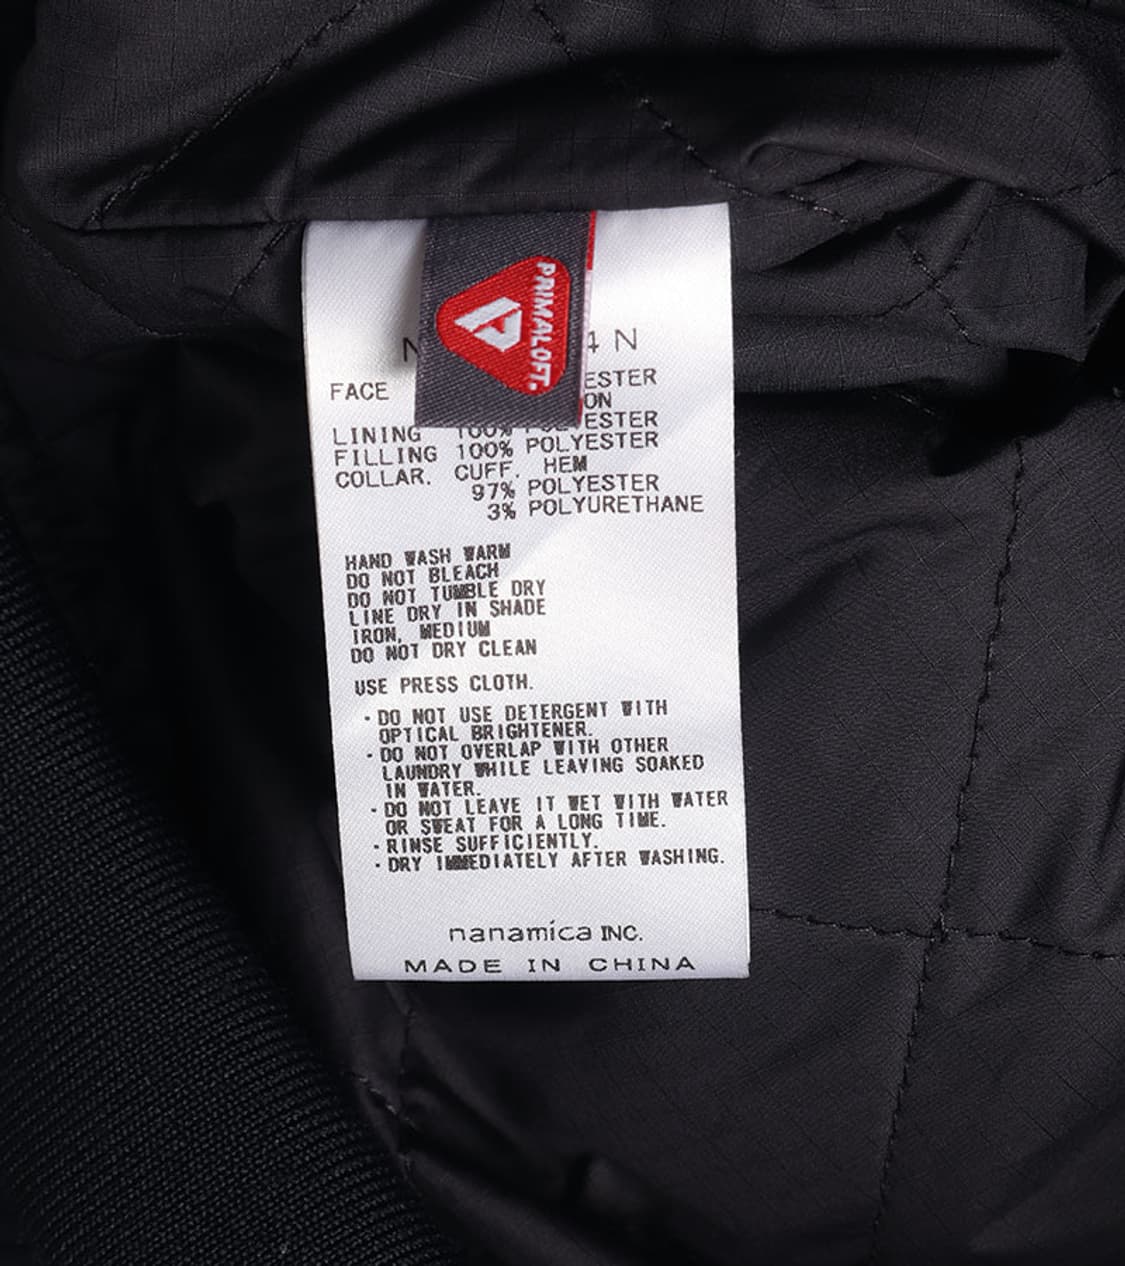 PRIMALOFT.
4 N
FACE
LINING 100%
FILLING 100% POLYESTER
COLLAR. CUFF. HEM
97% POLYESTER
3% POLYURETHANE
HAND WASH WARM
DO NOT BLEACH
DO NOT TUMBLE DRY
LINE DRY IN SHADE
IRON, MEDIUM
DO NOT DRY CLEAN
USE PRESS CLOTH.
・DO NOT USE DETERGENT WITH
OPTICAL BRIGHTENER.
・DO NOT OVERLAP WITH OTHER
LAUNDRY WHILE LEAVING SOAKED
IN WATER.
・DO NOT LEAVE IT WET WITH WATER
OR SWEAT FOR A LONG TIME.
・RINSE SUFFICIENTLY.
・DRY IMMEDIATELY AFTER WASHING.
nanamica INC.
MADE IN CHINA